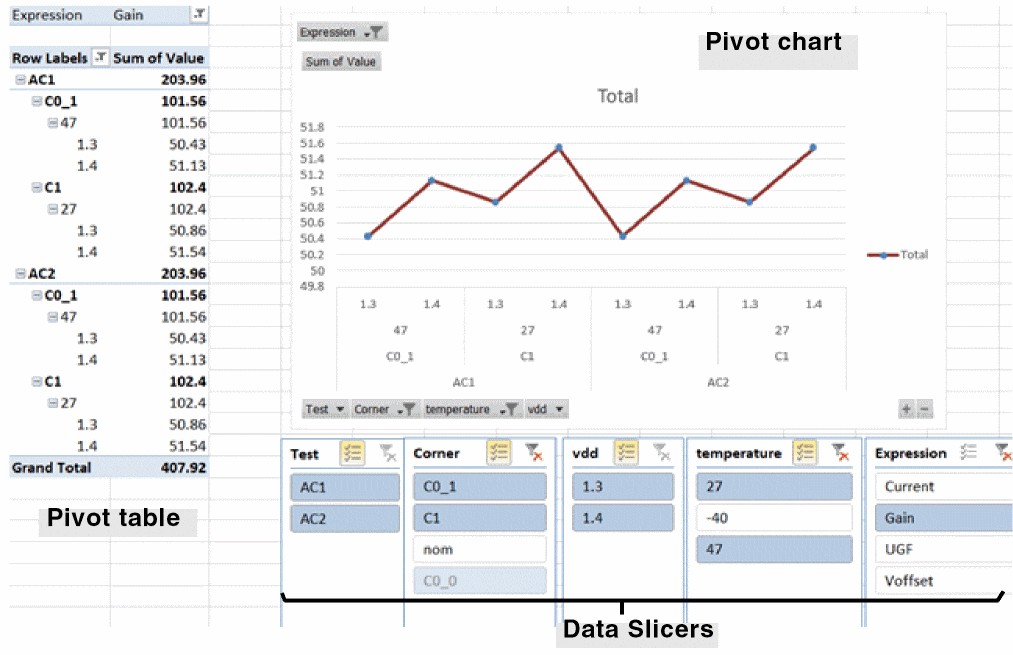 Expression Gain
Row Labels Sum of Value
AC1 203.96
C0_1 101.56
47 101.56
1.3 50.43
1.4 51.13
C1 102.4
27 102.4
1.3 50.86
1.4 51.54
AC2 203.96
C0_1 101.56
47 101.56
1.3 50.43
1.4 51.13
C1 102.4
27 102.4
1.3 50.86
1.4 51.54
Grand Total 407.92
Pivot table
Expression
Sum of Value
Pivot chart
Total
51.8
51.6
51.4
51.2
51
50.8
50.6
50.4
50.2
50
49.8
Total
1.3 1.4 1.3 1.4 1.3 1.4 1.3 1.4
47 27 47 27
C0_1 C1 C0_1 C1
AC1 AC2
Test Corner temperature vdd
+ −
Test
AC1
AC2
Corner
C0_1
C1
nom
C0_0
vdd
1.3
1.4
temperature
27
-40
47
Expression
Current
Gain
UGF
Voffset
Data Slicers